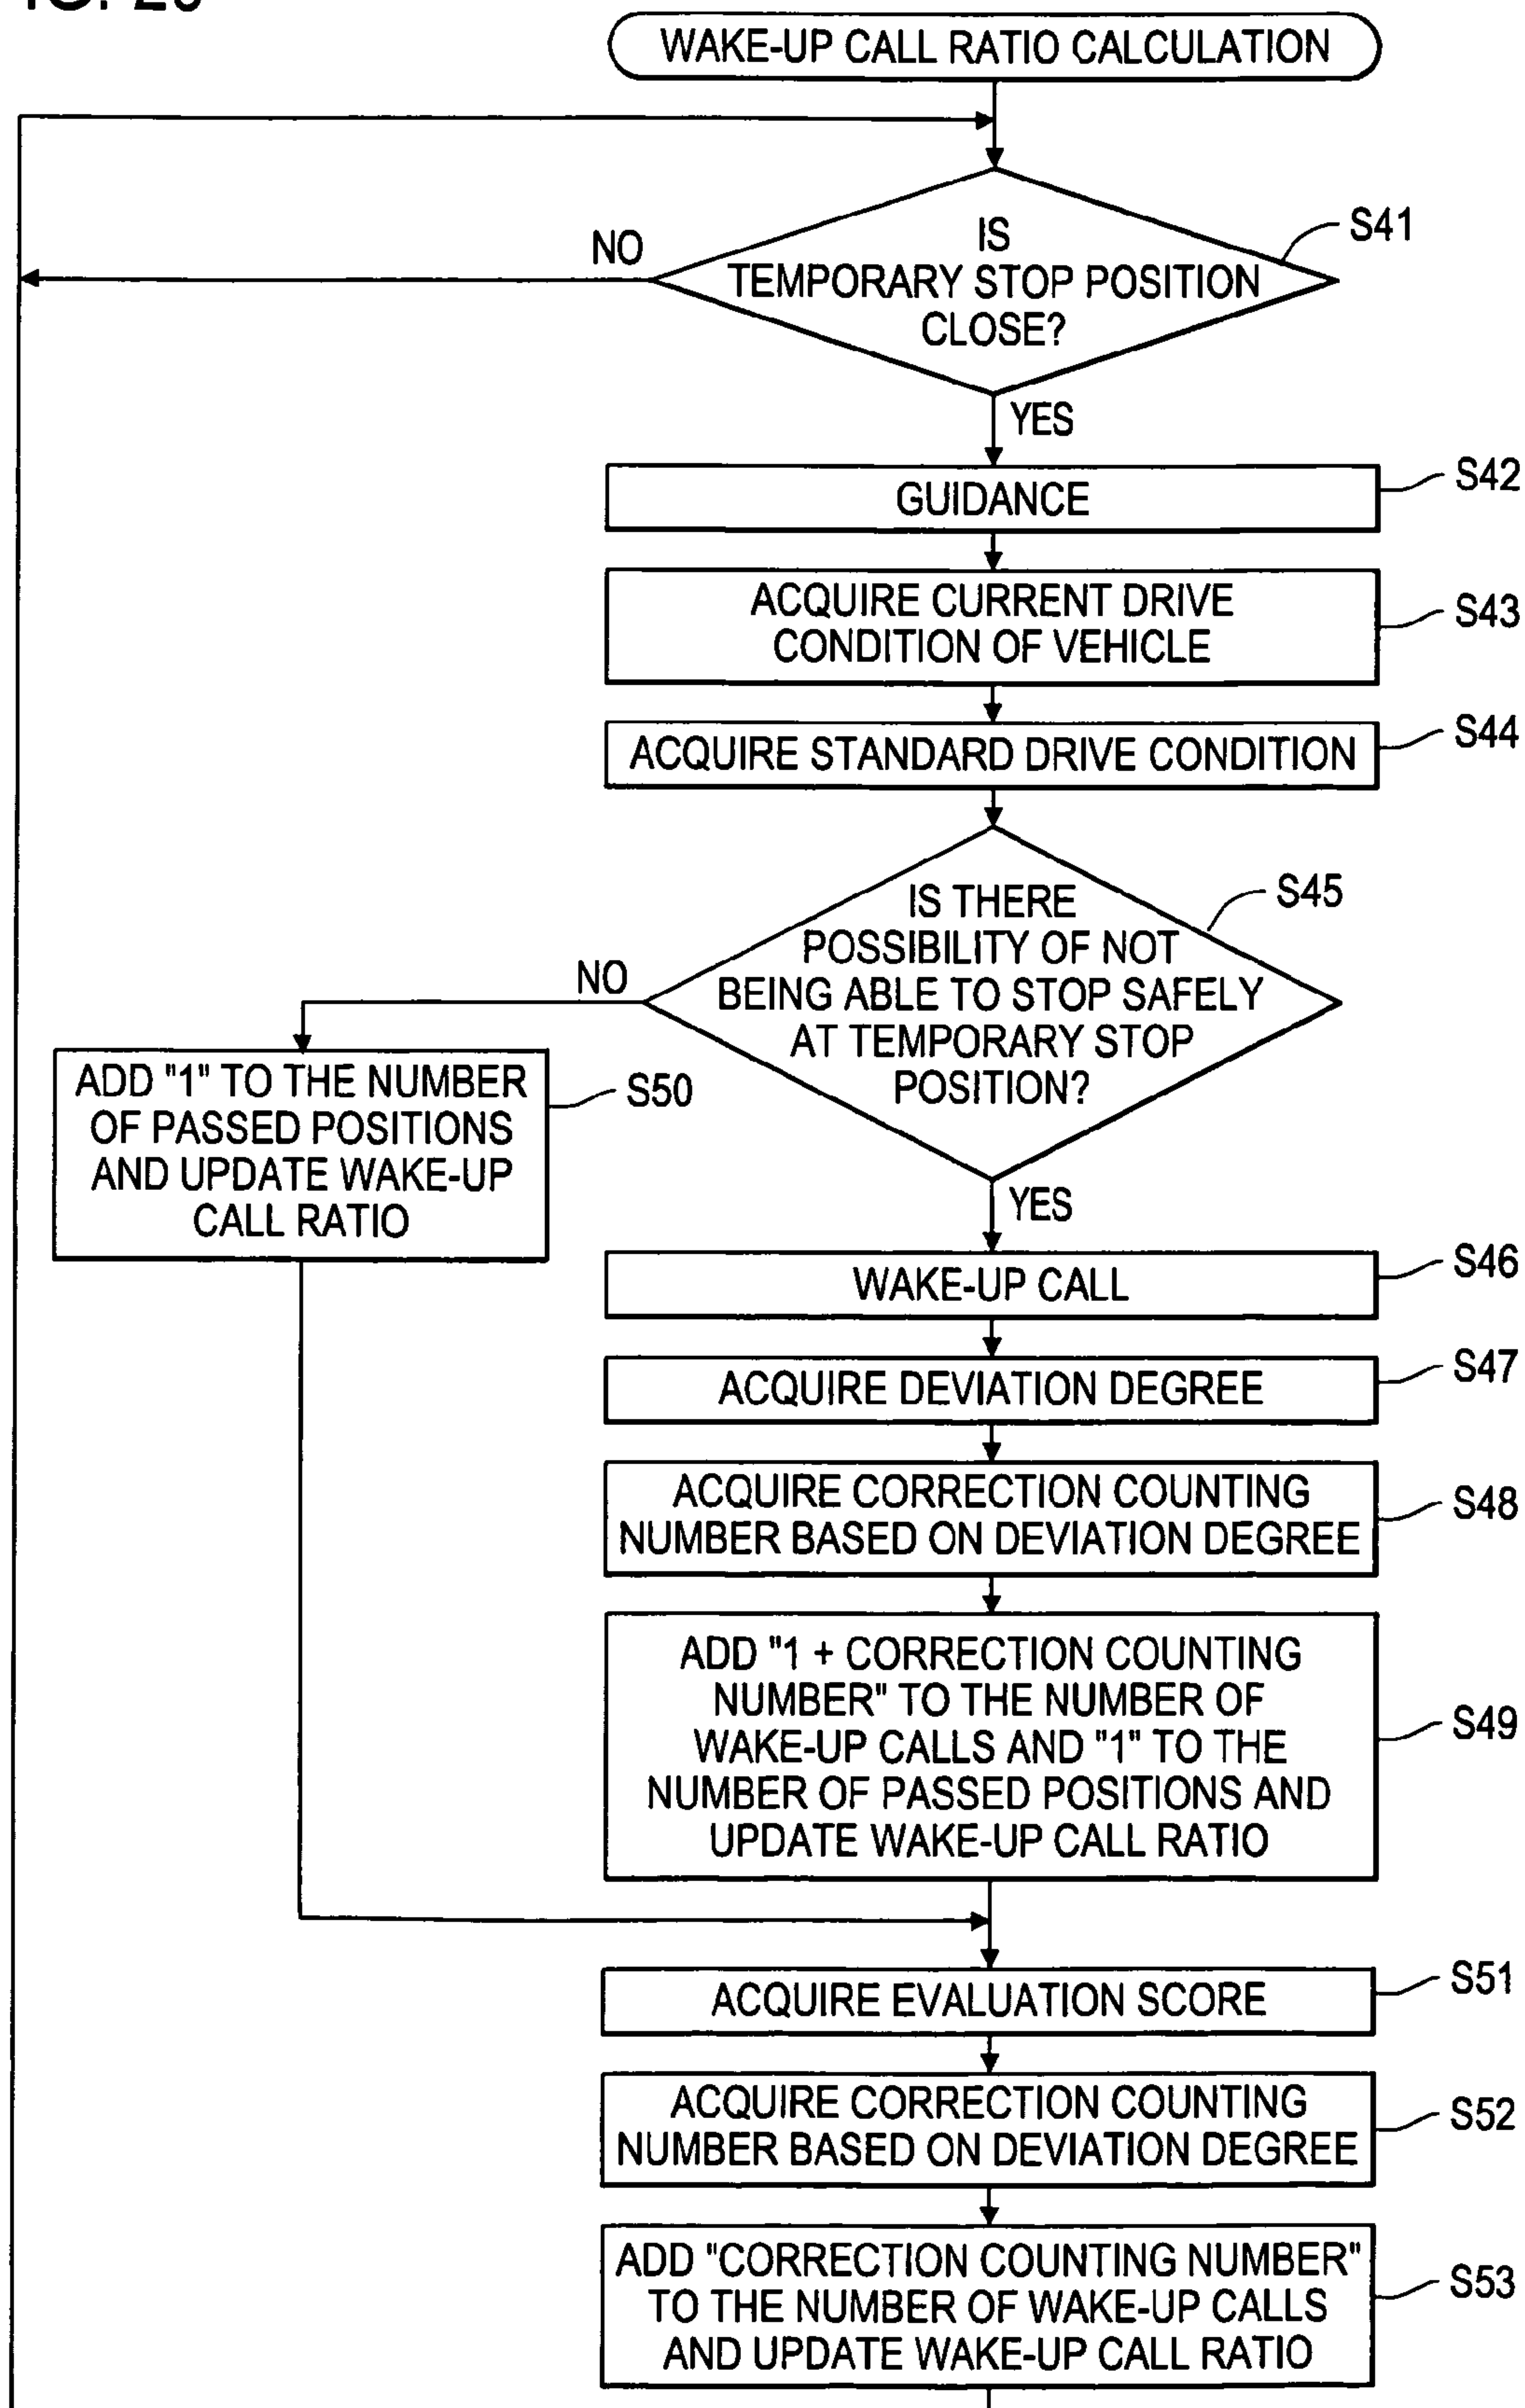 WAKE-UP CALL RATIO CALCULATION
IS
TEMPORARY STOP POSITION
CLOSE?
S41
NO
YES
GUIDANCE
S42
ACQUIRE CURRENT DRIVE
CONDITION OF VEHICLE
S43
ACQUIRE STANDARD DRIVE CONDITION
S44
IS THERE
POSSIBILITY OF NOT
BEING ABLE TO STOP SAFELY
AT TEMPORARY STOP
POSITION?
S45
NO
ADD "1" TO THE NUMBER
OF PASSED POSITIONS
AND UPDATE WAKE-UP
CALL RATIO
S50
YES
WAKE-UP CALL
S46
ACQUIRE DEVIATION DEGREE
S47
ACQUIRE CORRECTION COUNTING
NUMBER BASED ON DEVIATION DEGREE
S48
ADD "1 + CORRECTION COUNTING
NUMBER" TO THE NUMBER OF
WAKE-UP CALLS AND "1" TO THE
NUMBER OF PASSED POSITIONS AND
UPDATE WAKE-UP CALL RATIO
S49
ACQUIRE EVALUATION SCORE
S51
ACQUIRE CORRECTION COUNTING
NUMBER BASED ON DEVIATION DEGREE
S52
ADD "CORRECTION COUNTING NUMBER"
TO THE NUMBER OF WAKE-UP CALLS
AND UPDATE WAKE-UP CALL RATIO
S53